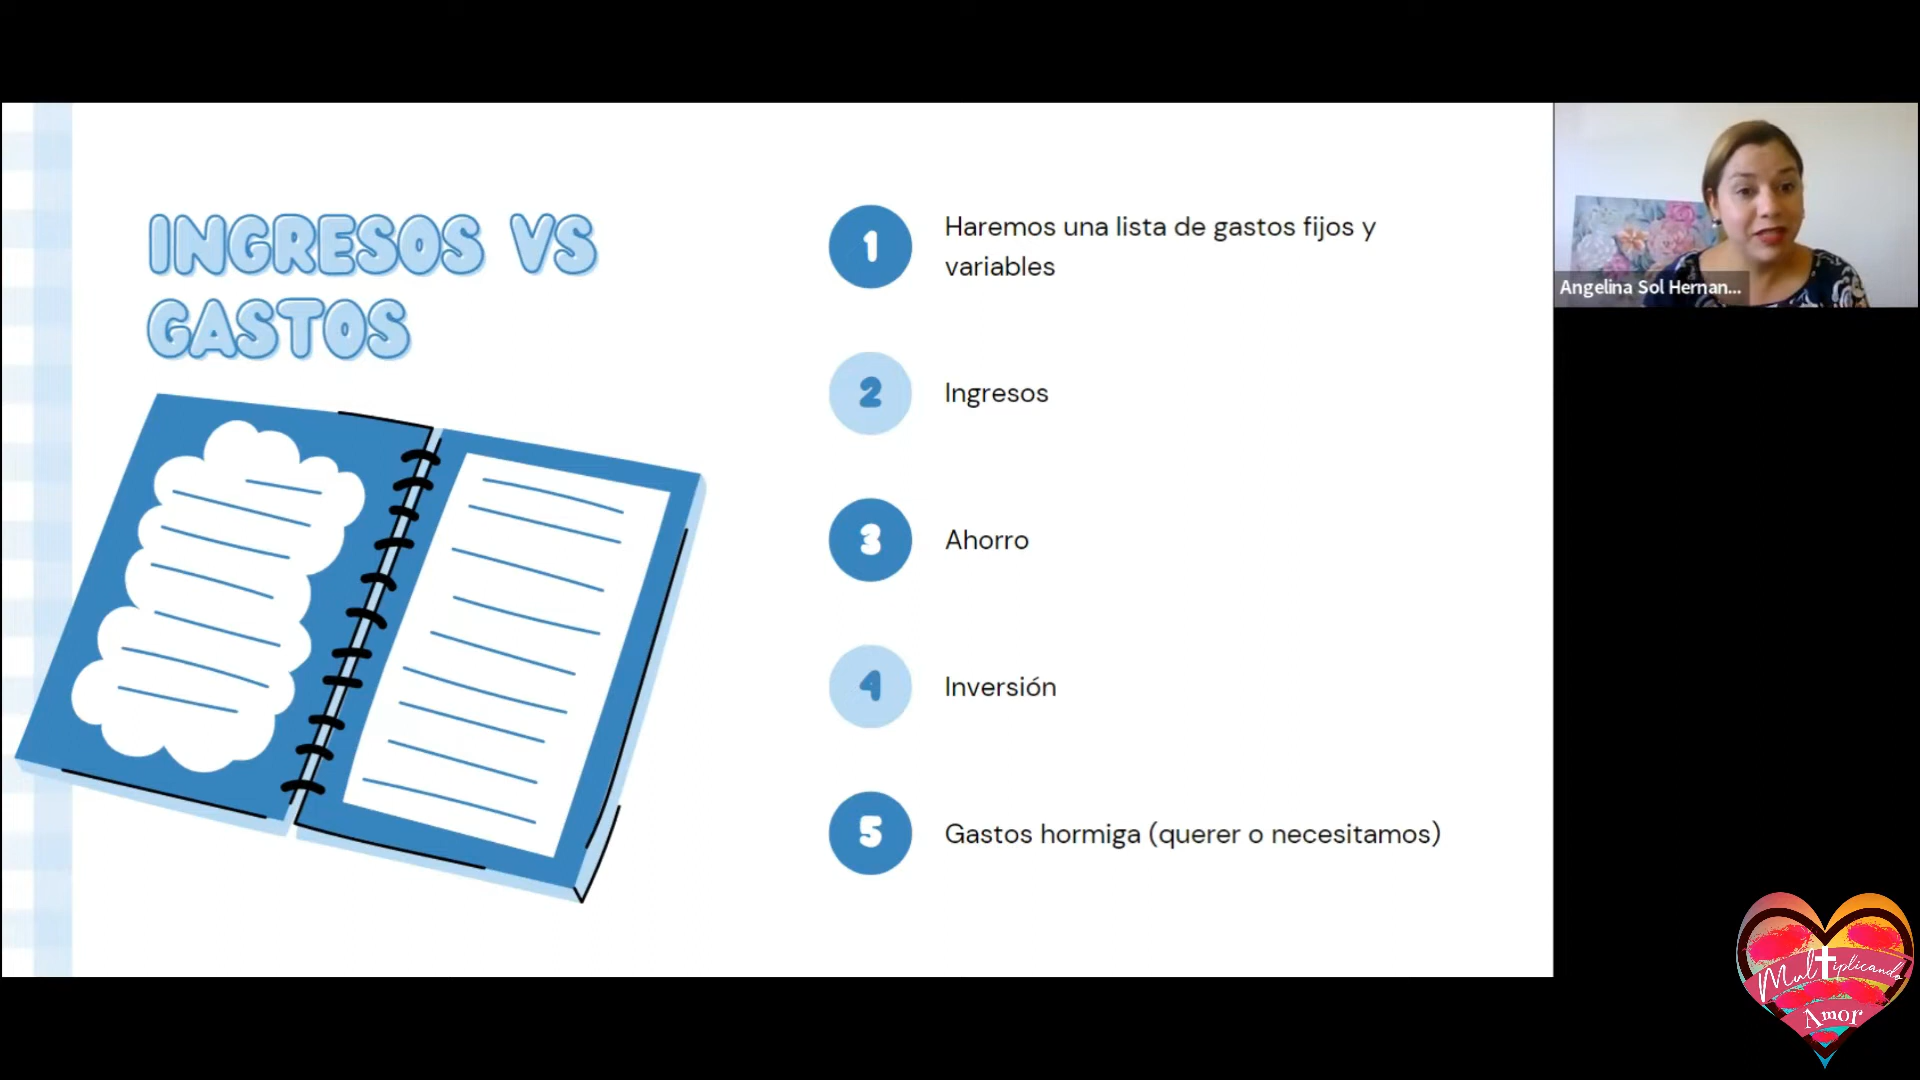 INGRESOS VS
GASTOS
1
Haremos una lista de gastos fijos y
variables
2
Ingresos
3
Ahorro
4
Inversión
5
Gastos hormiga (querer o necesitamos)
Angelina Sol Hernan...
Multiplicando
Amor